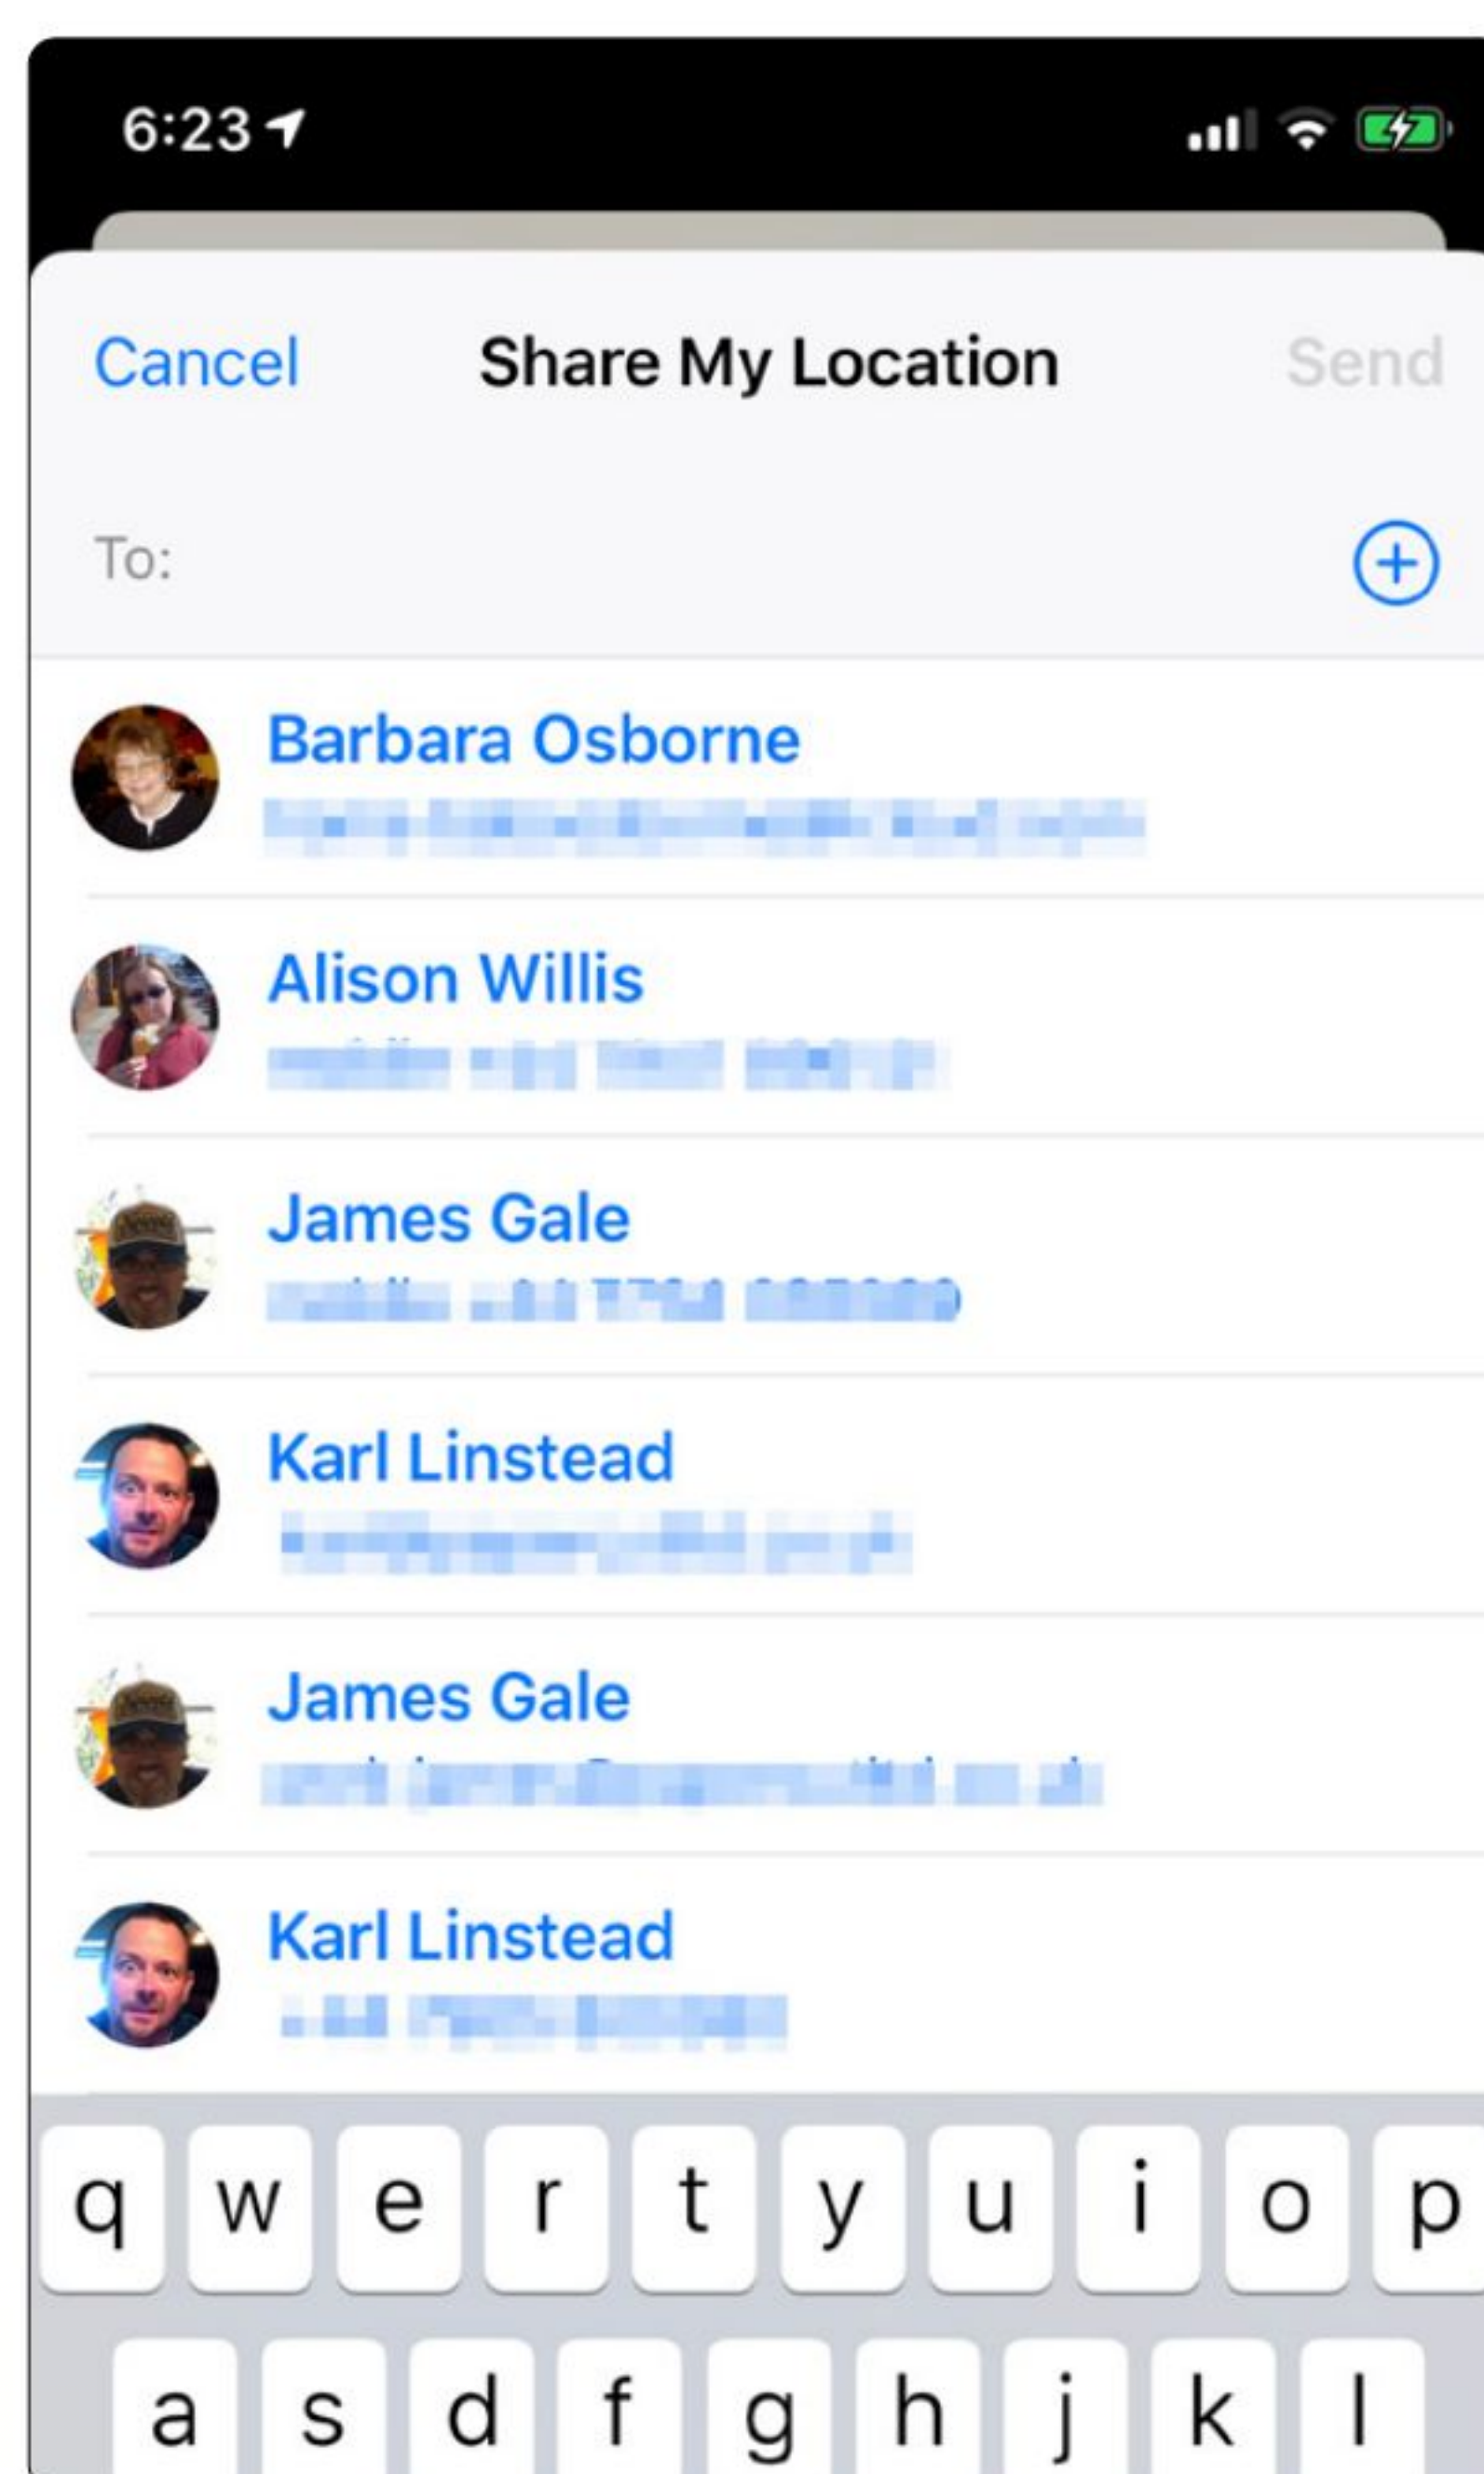 6:23
Cancel Share My Location Send
To:
Barbara Osborne
Alison Willis
James Gale
Karl Linstead
James Gale
Karl Linstead
q w e r t y u i o p
a s d f g h j k l